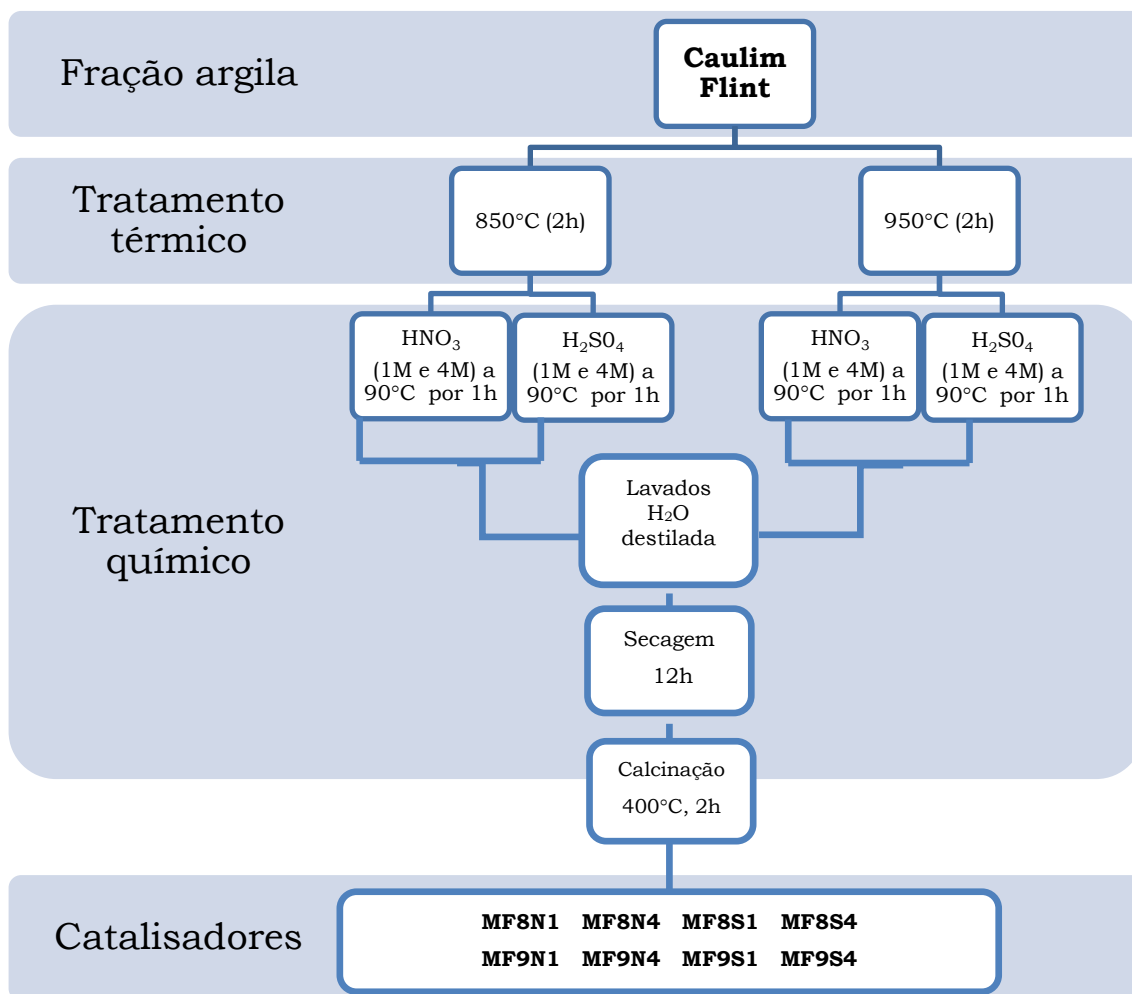 Fração argila
Caulim
Flint
Tratamento
térmico
850°C (2h)
950°C (2h)
Tratamento
químico
HNO₃
(1M e 4M) a
90°C por 1h
H₂S0₄
(1M e 4M) a
90°C por 1h
HNO₃
(1M e 4M) a
90°C por 1h
H₂S0₄
(1M e 4M) a
90°C por 1h
Lavados
H₂O
destilada
Secagem
12h
Calcinação
400°C, 2h
Catalisadores
MF8N1 MF8N4 MF8S1 MF8S4
MF9N1 MF9N4 MF9S1 MF9S4